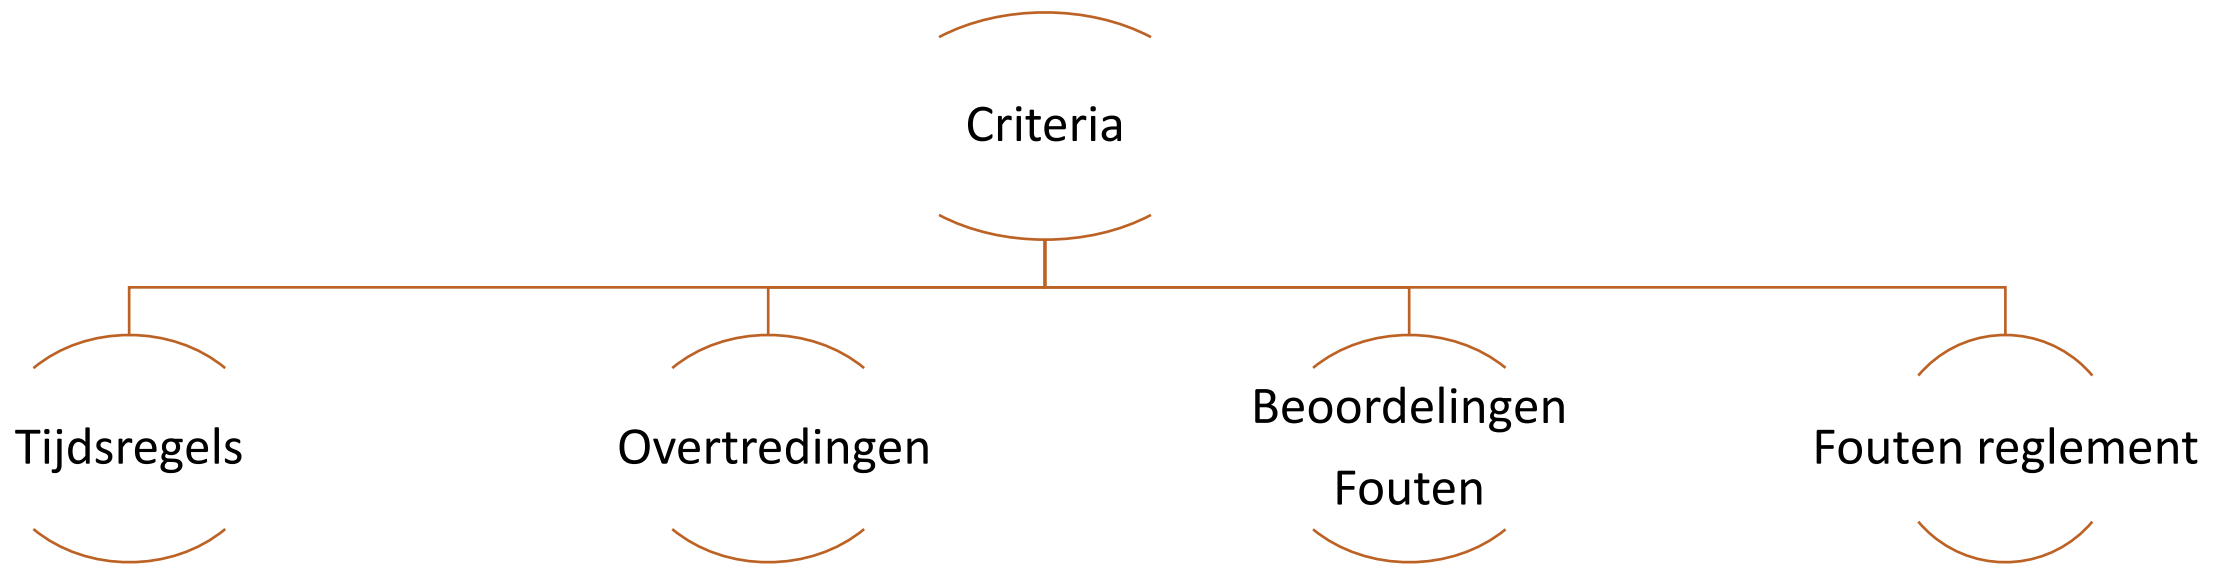 Criteria
Tijdsregels
Overtredingen
Beoordelingen
Fouten
Fouten reglement